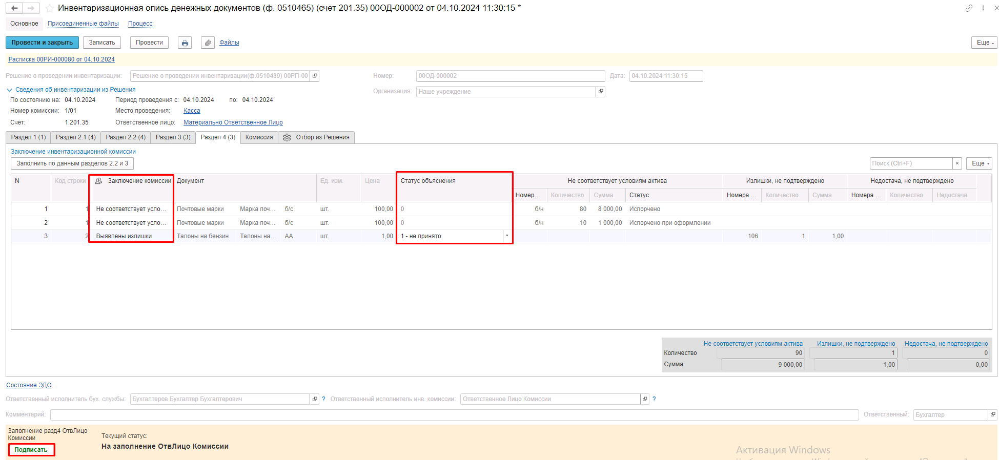 Инвентаризационная опись денежных документов (ф. 0510465) (счет 201.35) 00ОД-000002 от 04.10.2024 11:30:15 *
Основное Присоединенные файлы Процесс
Провести и закрыть Записать Провести Файлы Еще
Расписка 00РИ-000080 от 04.10.2024
Решение о проведении инвентаризации: Решение о проведении инвентаризации(ф.0510439) 00РП-00 Номер: 00ОД-000002 Дата: 04.10.2024 11:30:15
Сведения об инвентаризации из Решения Организация: Наше учреждение
По состоянию на: 04.10.2024 Период проведения с: 04.10.2024 по: 04.10.2024
Номер комиссии: 1/01 Место проведения: Касса
Счет: 1.201.35 Ответственное лицо: Материально Ответственное Лицо
Раздел 1 (1) Раздел 2.1 (4) Раздел 2.2 (4) Раздел 3 (3) Раздел 4 (3) Комиссия Отбор из Решения
Заключение инвентаризационной комиссии
Заполнить по данным разделов 2.2 и 3 Поиск (Ctrl+F) × Еще
N Код строки Заключение комиссии Документ Ед. изм. Цена Статус объяснения Не соответствует условиям актива Излишки, не подтверждено Недостача, не подтверждено
Номер... Количество Сумма Статус Номера ... Количество Сумма Номера ... Количество Недостача
1 1 Не соответствует усло... Почтовые марки Марка поч... б/с шт. 100,00 0 б/н 80 8 000,00 Испорчено
2 1 Не соответствует усло... Почтовые марки Марка поч... б/с шт. 100,00 0 б/н 10 1 000,00 Испорчено при оформлении
3 2 Выявлены излишки Талоны на бензин Талоны на... АА шт. 1,00 1 - не принято 106 1 1,00
Не соответствует условиям актива Излишки, не подтверждено Недостача, не подтверждено
Количество 90 1 0
Сумма 9 000,00 1,00 0,00
Состояние ЭДО
Ответственный исполнитель бух. службы: Бухгалтеров Бухгалтер Бухгалтерович ? Ответственный исполнитель инв. комиссии: Ответственное Лицо Комиссии ?
Комментарий: Ответственный: Бухгалтер
Заполнение разд4 ОтвЛицо
Комиссии
Текущий статус:
Подписать
На заполнение ОтвЛицо Комиссии
Активация Windows